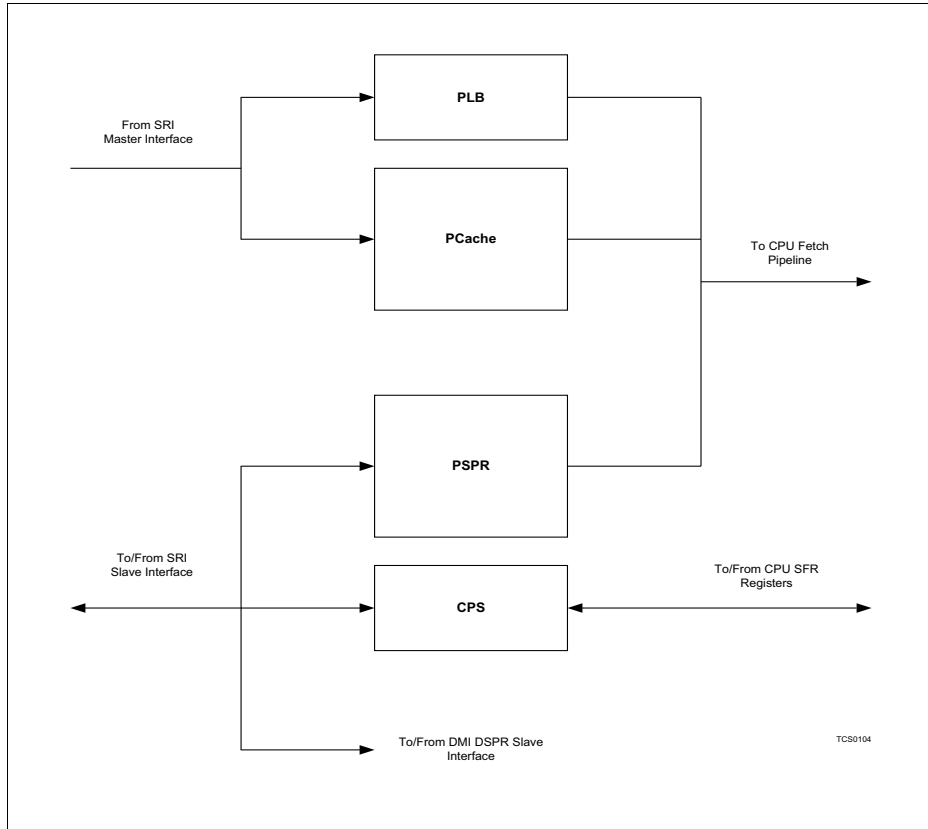 PLB
From SRI
Master Interface
PCache
To CPU Fetch
Pipeline
PSPR
To/From SRI
Slave Interface
CPS
To/From CPU SFR
Registers
To/From DMI DSPR Slave
Interface
TCS0104